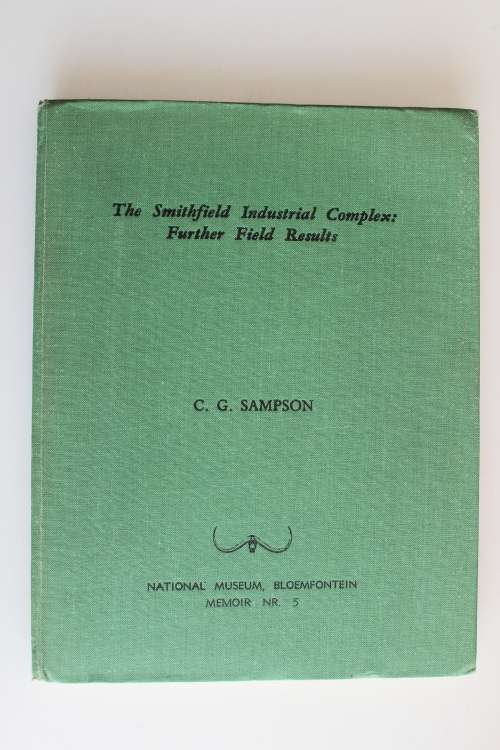 The Smithfield Industrial Complex:
Further Field Results
C. G. SAMPSON
NATIONAL MUSEUM, BLOEMFONTEIN
MEMOIR NR. 5